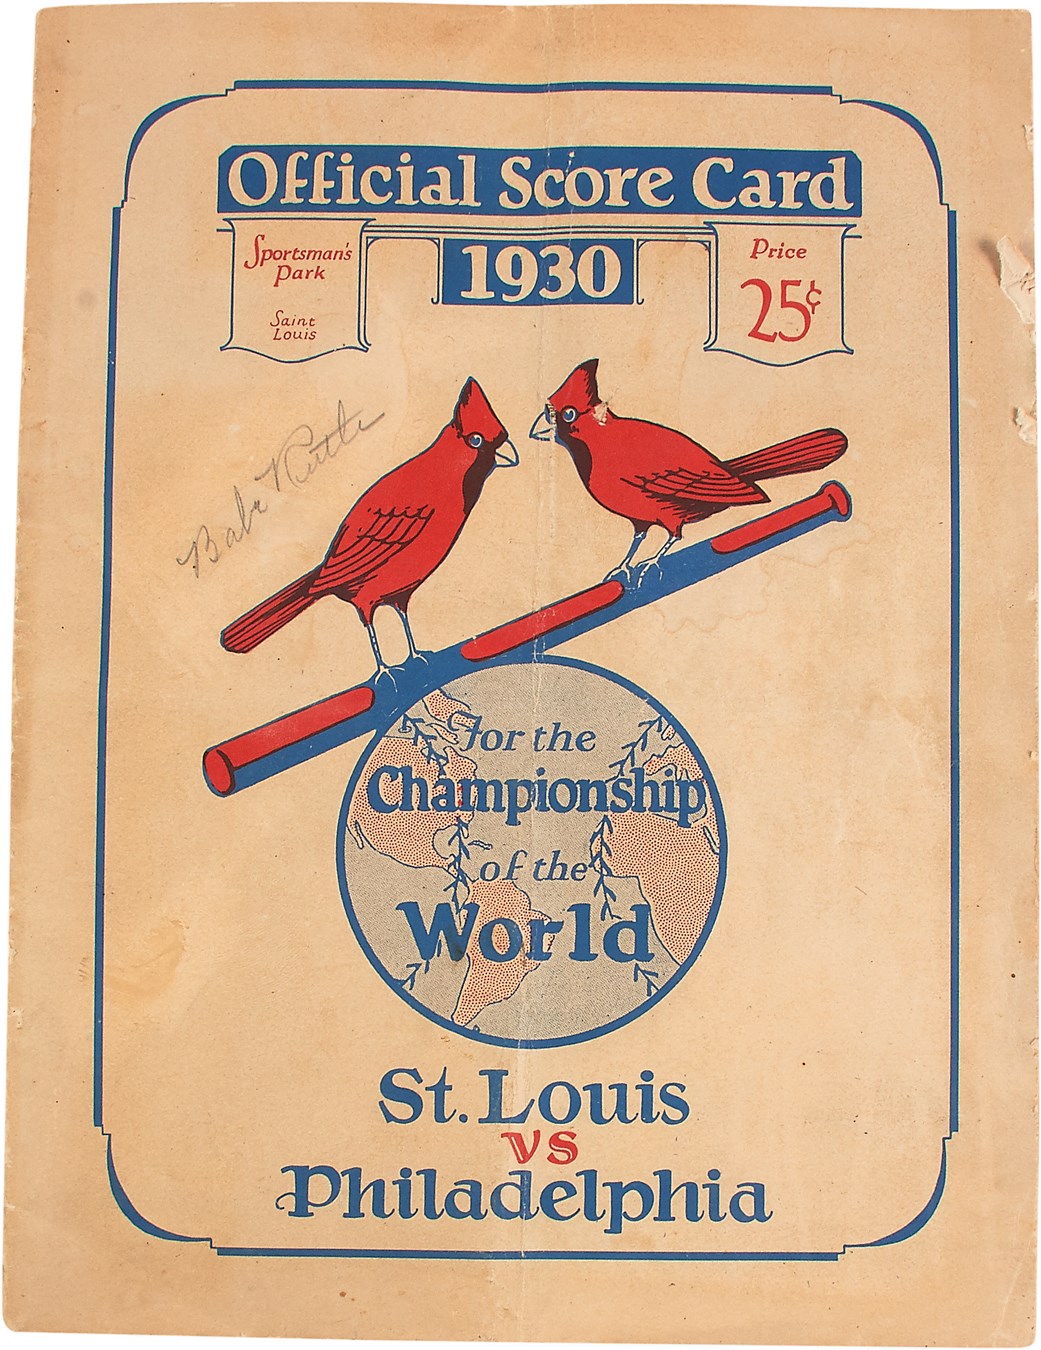 Official Score Card
1930
Sportsman's
Park
Saint
Louis
Price
25¢
Babe Ruth
For the
Championship
of the
World
St. Louis
VS
Philadelphia